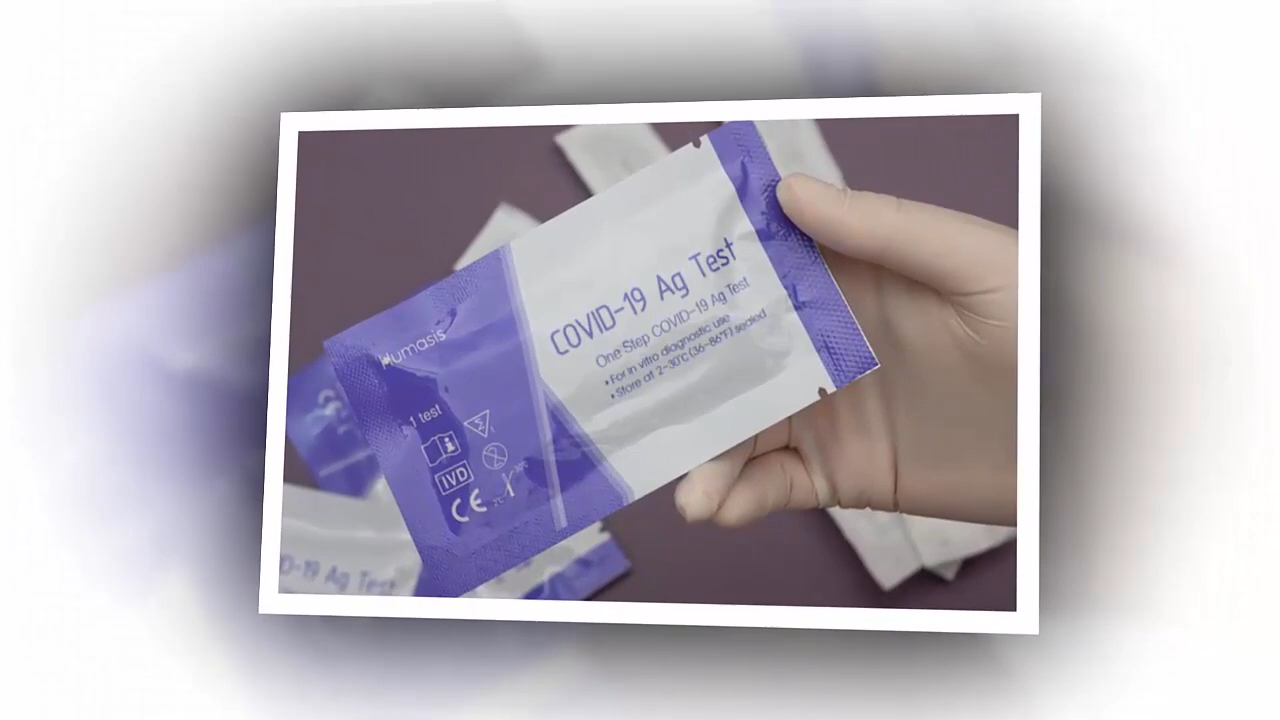 COVID-19 Ag Test
One Step COVID-19 Ag Test
• For in vitro diagnostic use
• Store at 2~30℃ (36~86℉) sealed
Humasis
1 test
IVD
CE
D-19 Ag Test